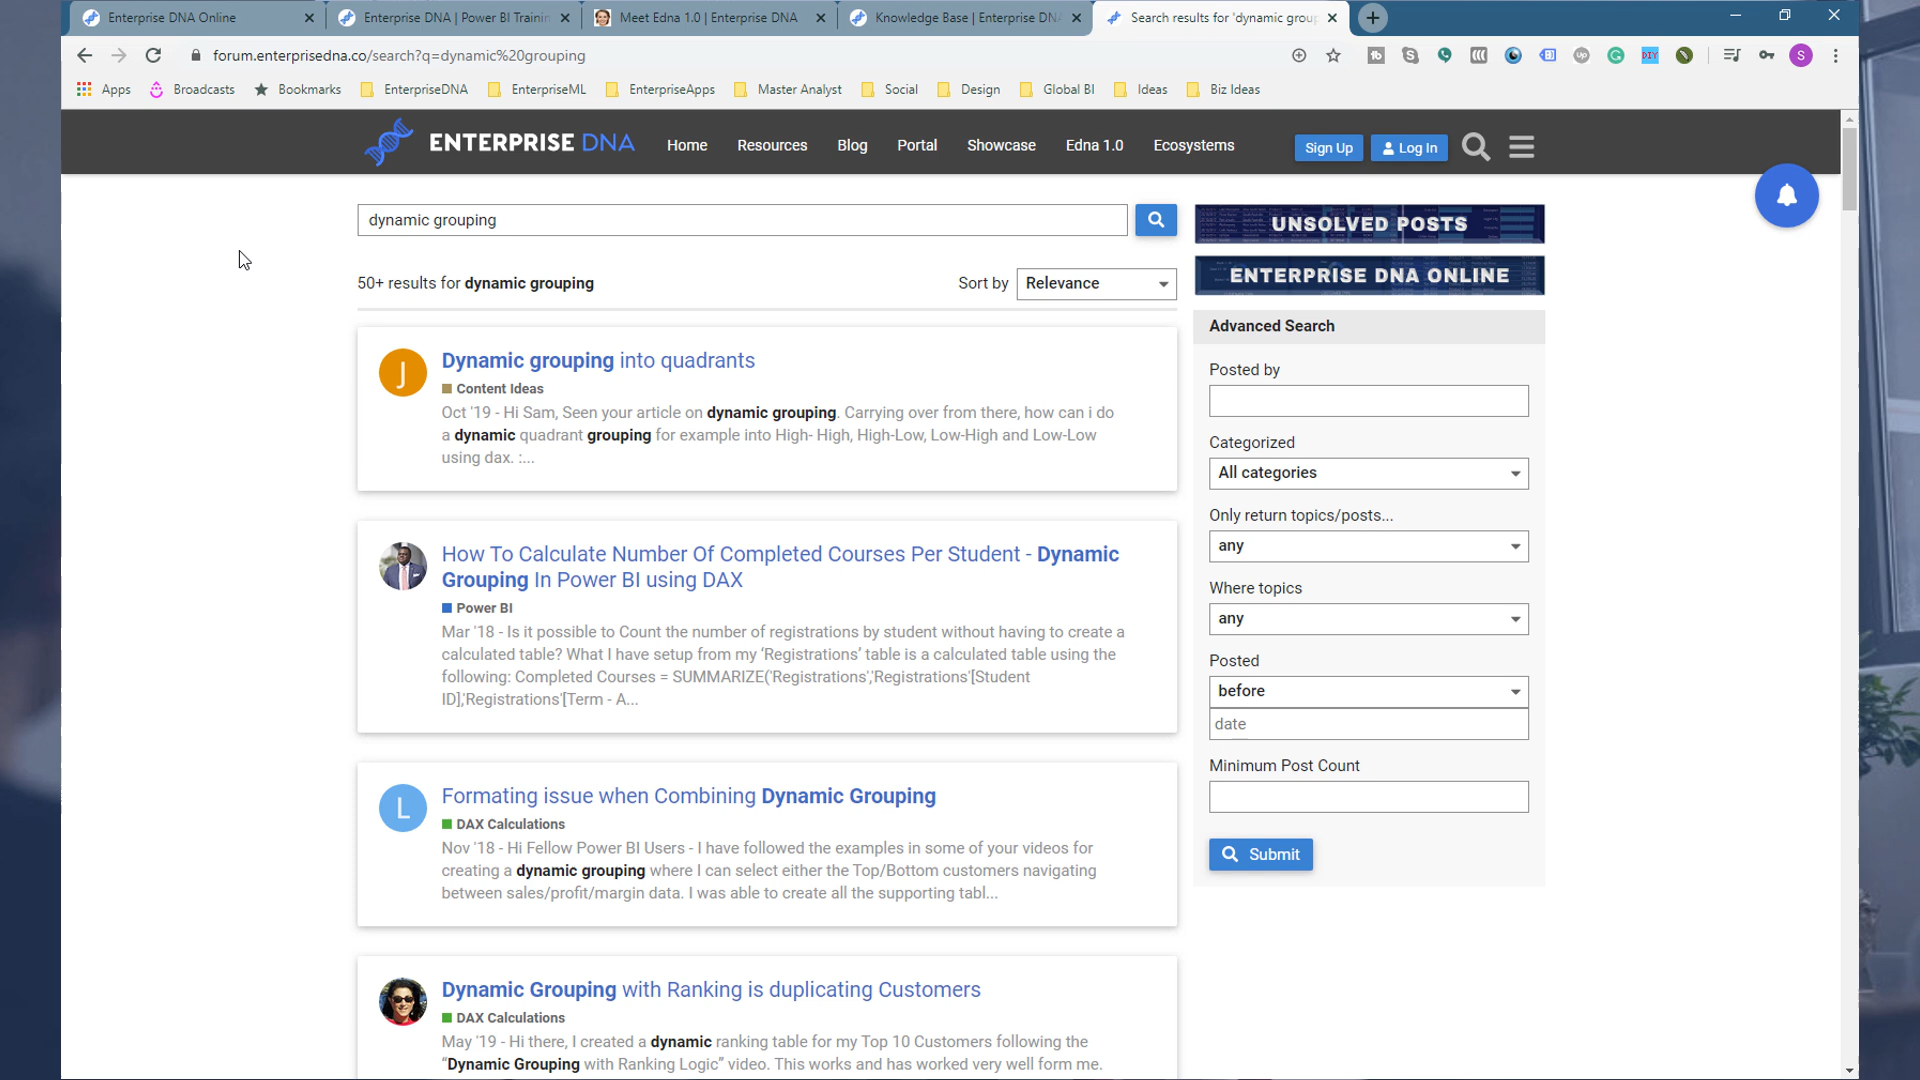 Enterprise DNA Online
Enterprise DNA | Power BI Trainin
Meet Edna 1.0 | Enterprise DNA
Knowledge Base | Enterprise DN
Search results for 'dynamic grou
forum.enterprisedna.co/search?q=dynamic%20grouping
S
Apps
Broadcasts
Bookmarks
EnterpriseDNA
EnterpriseML
EnterpriseApps
Master Analyst
Social
Design
Global BI
Ideas
Biz Ideas
ENTERPRISE DNA
Home
Resources
Blog
Portal
Showcase
Edna 1.0
Ecosystems
Sign Up
Log In
dynamic grouping
50+ results for dynamic grouping
Sort by
Relevance
J
Dynamic grouping into quadrants
Content Ideas
Oct '19 - Hi Sam, Seen your article on dynamic grouping. Carrying over from there, how can i do
a dynamic quadrant grouping for example into High- High, High-Low, Low-High and Low-Low
using dax. :...
How To Calculate Number Of Completed Courses Per Student - Dynamic
Grouping In Power BI using DAX
Power BI
Mar '18 - Is it possible to Count the number of registrations by student without having to create a
calculated table? What I have setup from my ‘Registrations’ table is a calculated table using the
following: Completed Courses = SUMMARIZE('Registrations','Registrations'[Student
ID],'Registrations'[Term - A...
L
Formating issue when Combining Dynamic Grouping
DAX Calculations
Nov '18 - Hi Fellow Power BI Users - I have followed the examples in some of your videos for
creating a dynamic grouping where I can select either the Top/Bottom customers navigating
between sales/profit/margin data. I was able to create all the supporting tabl...
Dynamic Grouping with Ranking is duplicating Customers
DAX Calculations
May '19 - Hi there, I created a dynamic ranking table for my Top 10 Customers following the
“Dynamic Grouping with Ranking Logic” video. This works and has worked very well form me.
UNSOLVED POSTS
ENTERPRISE DNA ONLINE
Advanced Search
Posted by
Categorized
All categories
Only return topics/posts...
any
Where topics
any
Posted
before
date
Minimum Post Count
Submit